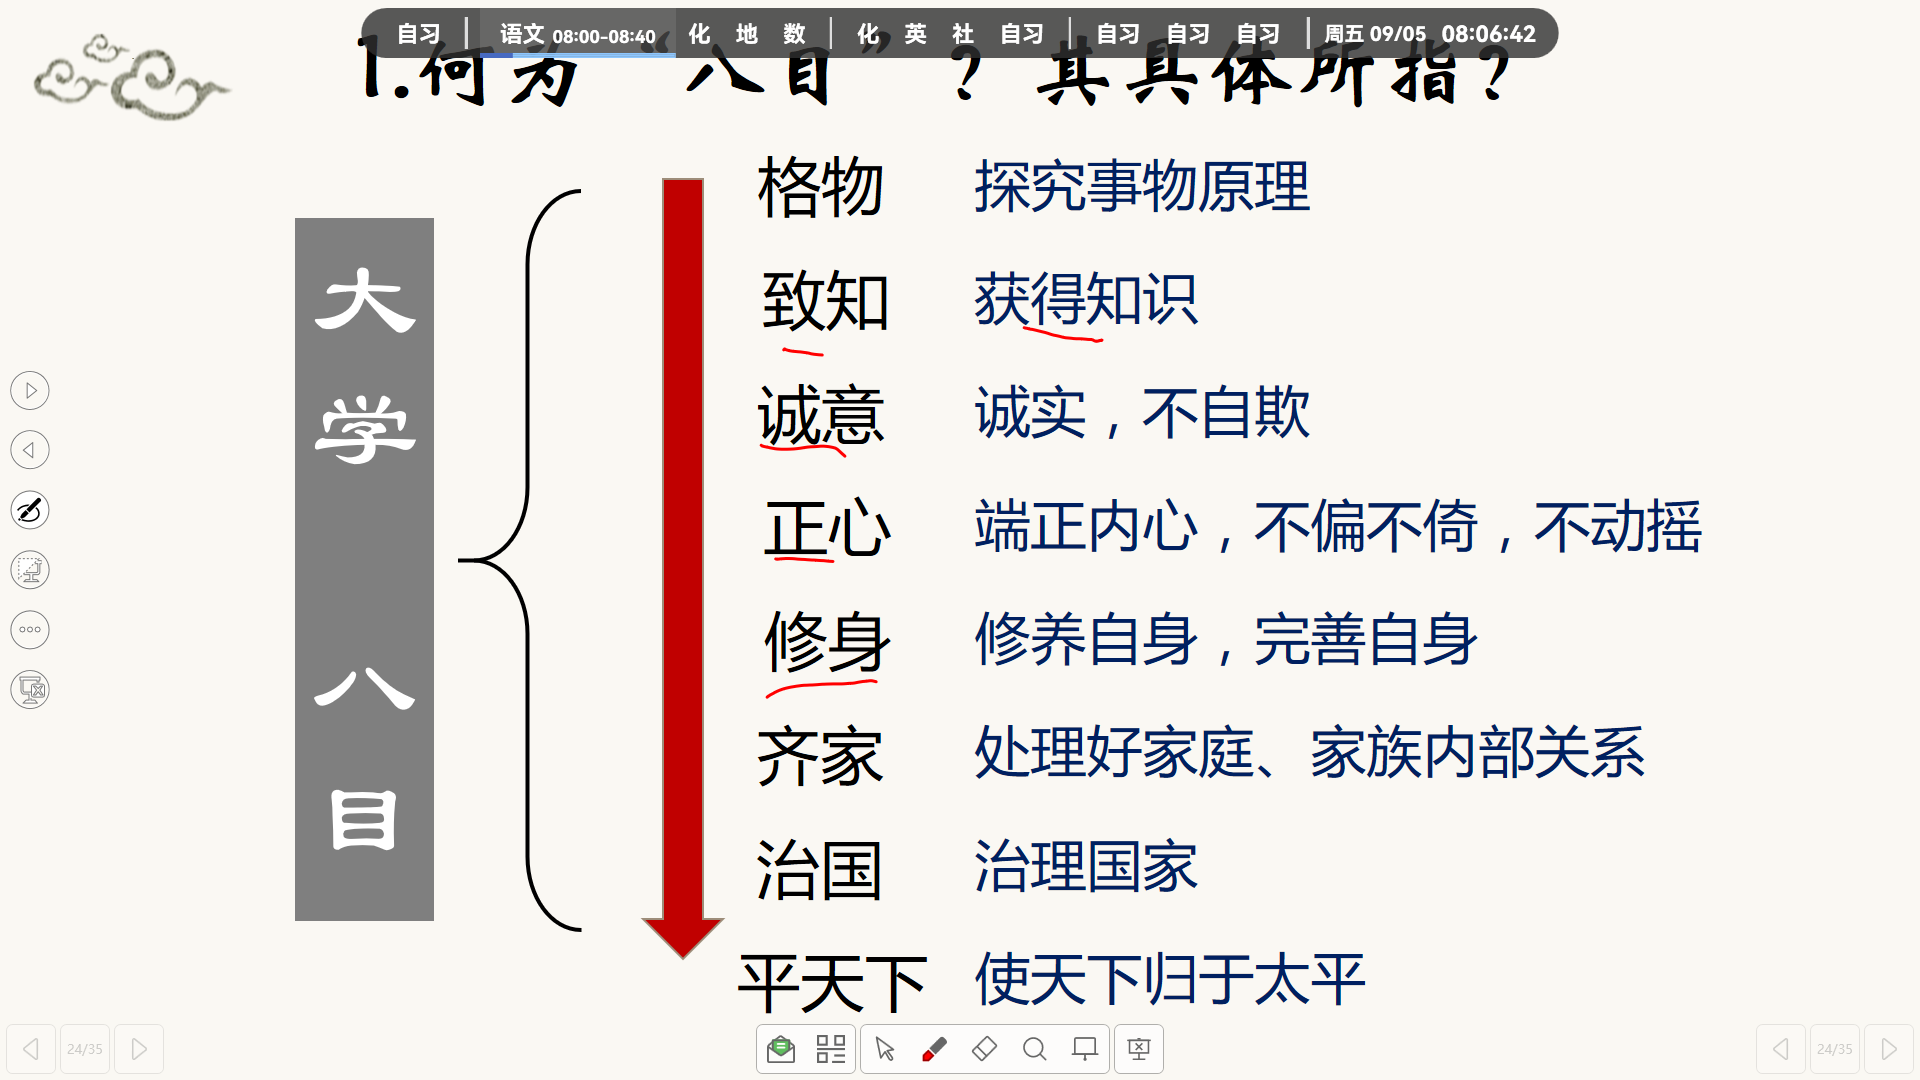 自习 语文 08:00-08:40 化 地 数 化 英 社 自习 自习 自习 自习 周五 09/05 08:06:42
1.何为“八目”？其具体所指？
大学 八目
格物 探究事物原理
致知 获得知识
诚意 诚实，不自欺
正心 端正内心，不偏不倚，不动摇
修身 修养自身，完善自身
齐家 处理好家庭、家族内部关系
治国 治理国家
平天下 使天下归于太平
24/35
24/35